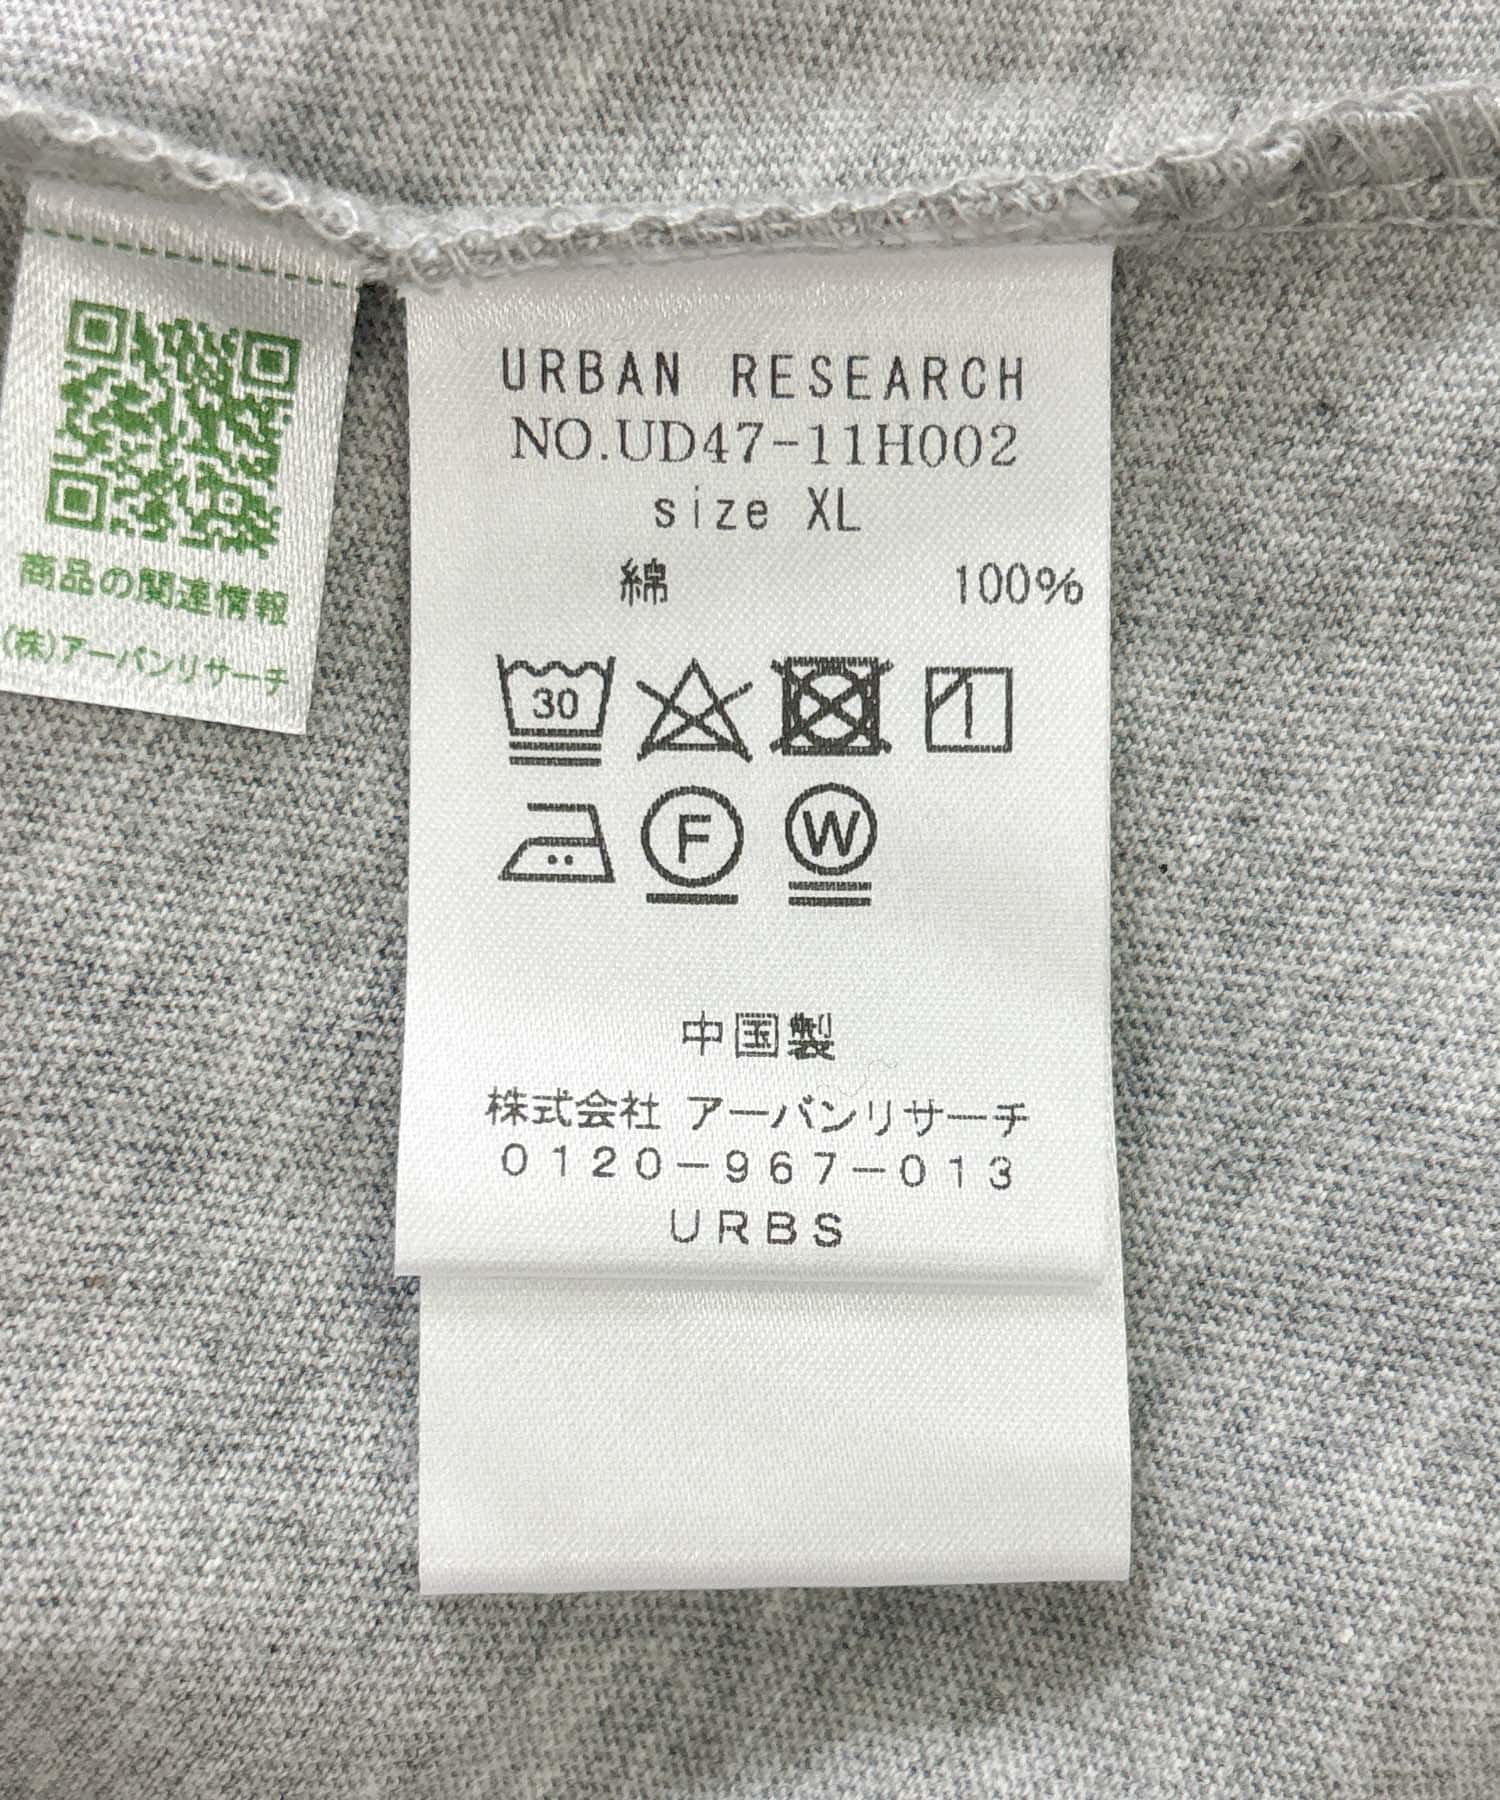 商品の関連情報
(株)アーバンリサーチ
URBAN RESEARCH
NO.UD47-11H002
size XL
綿 100%
30
F W
中国製
株式会社 アーバンリサーチ
0120-967-013
URBS